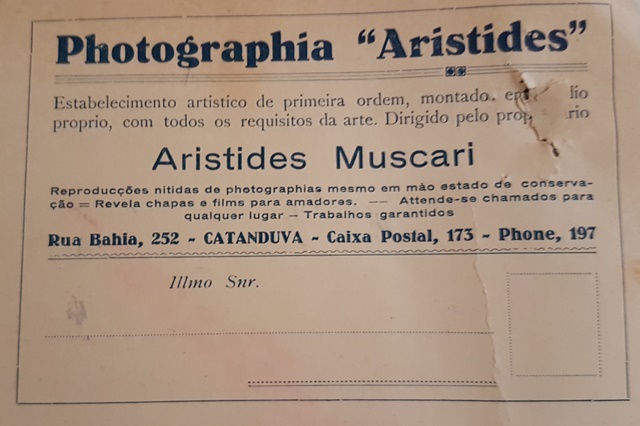 Photographia "Aristides"
Estabelecimento artistico de primeira ordem, montado
proprio, com todos os requisitos da arte. Dirigido pelo
Aristides Muscari
Reproducções nitidas de photographias mesmo em mào estado de conserva-
ção = Revela chapas e films para amadores. — Attende-se chamados para
qualquer lugar – Trabalhos garantidos
Rua Bahia, 252 - CATANDUVA - Caixa Postal, 173 - Phone, 197
Illmo Snr.